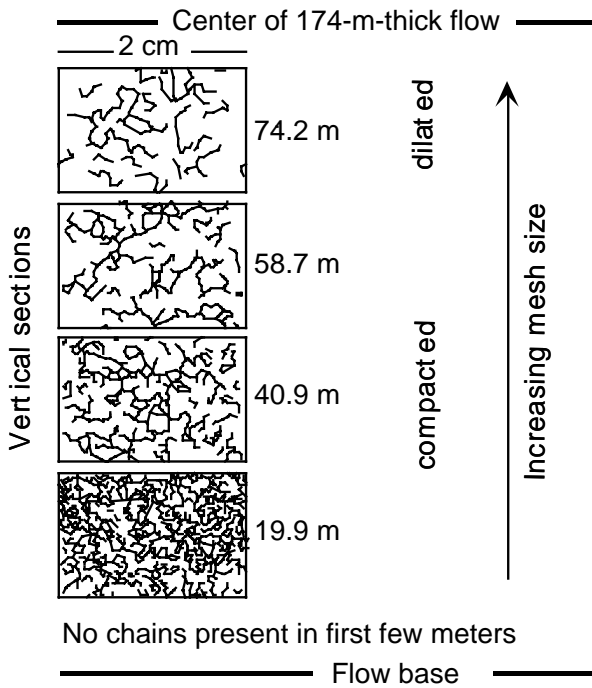 Center of 174-m-thick flow
2 cm
74.2 m
58.7 m
40.9 m
19.9 m
Vertical sections
dilated
compacted
Increasing mesh size
No chains present in first few meters
Flow base